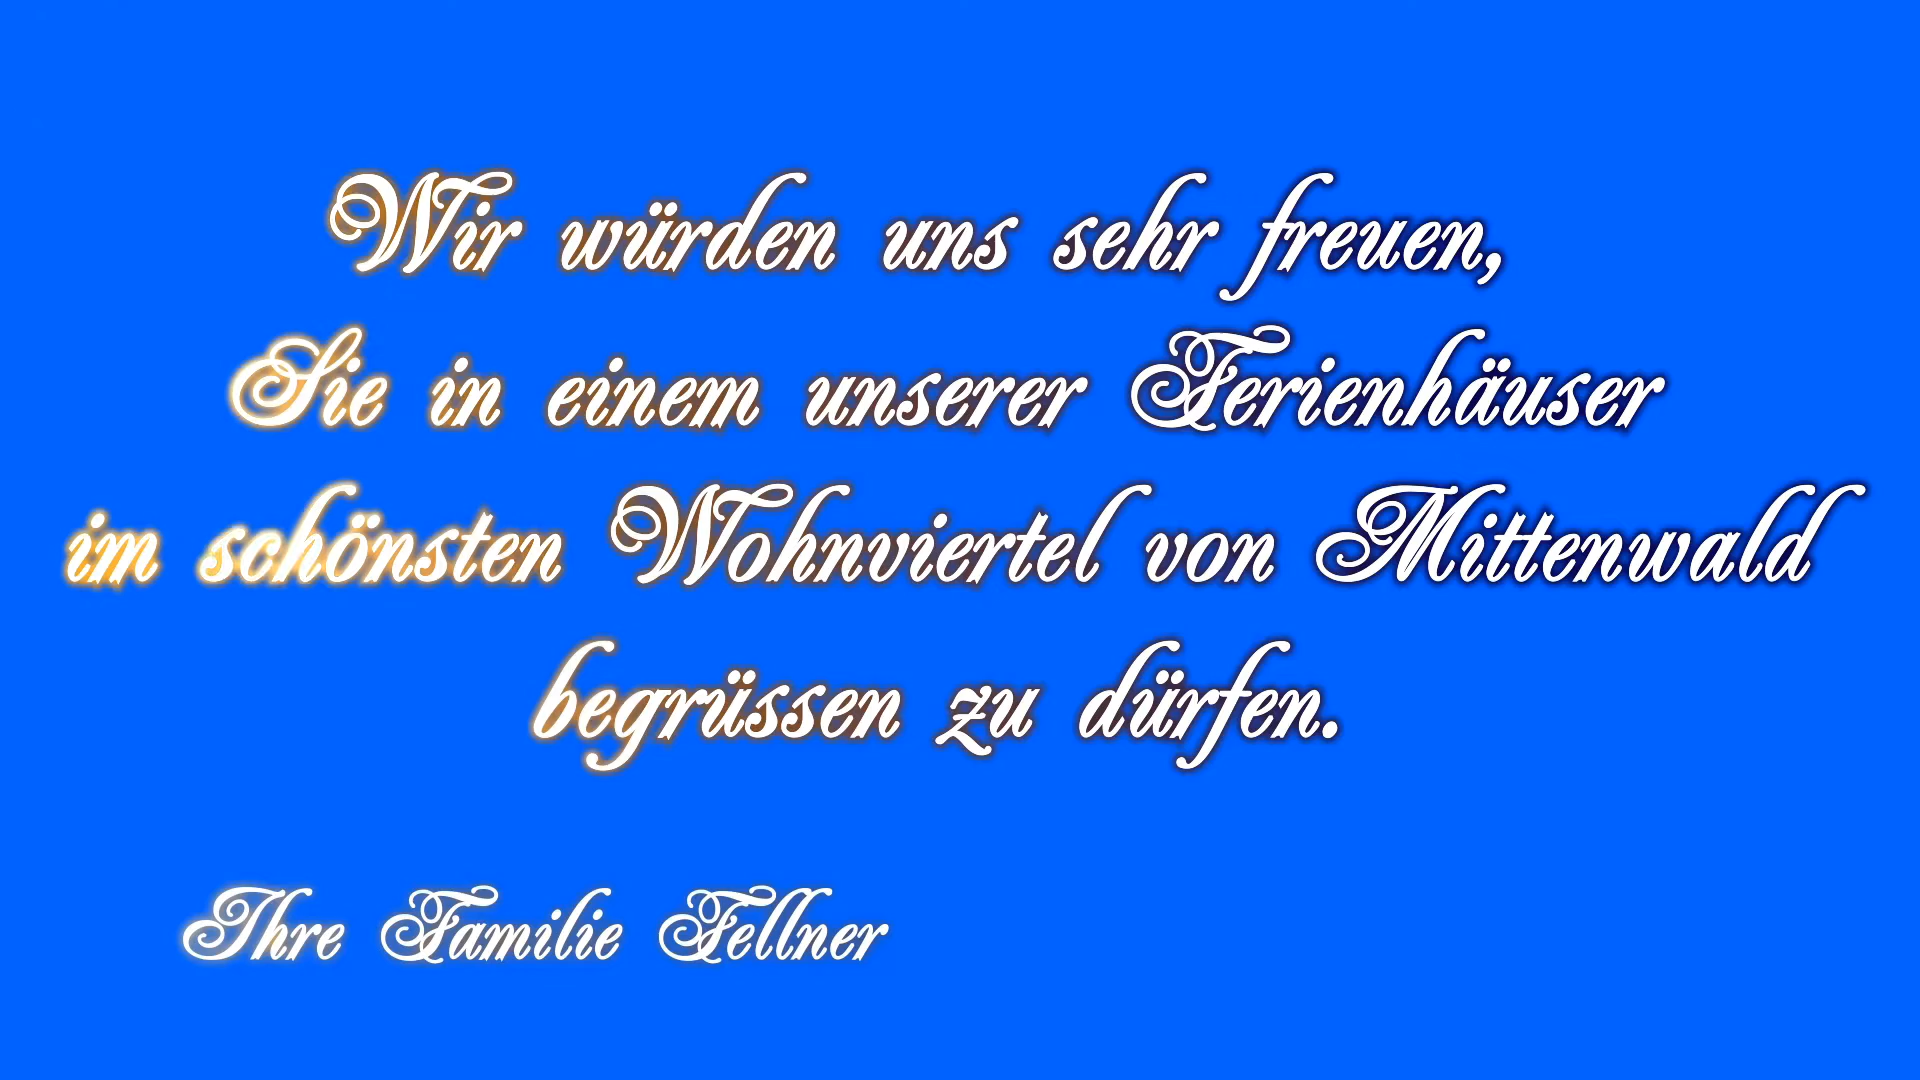 Wir würden uns sehr freuen,
Sie in einem unserer Ferienhäuser
im schönsten Wohnviertel von Mittenwald
begrüssen zu dürfen.
Ihre Familie Fellner